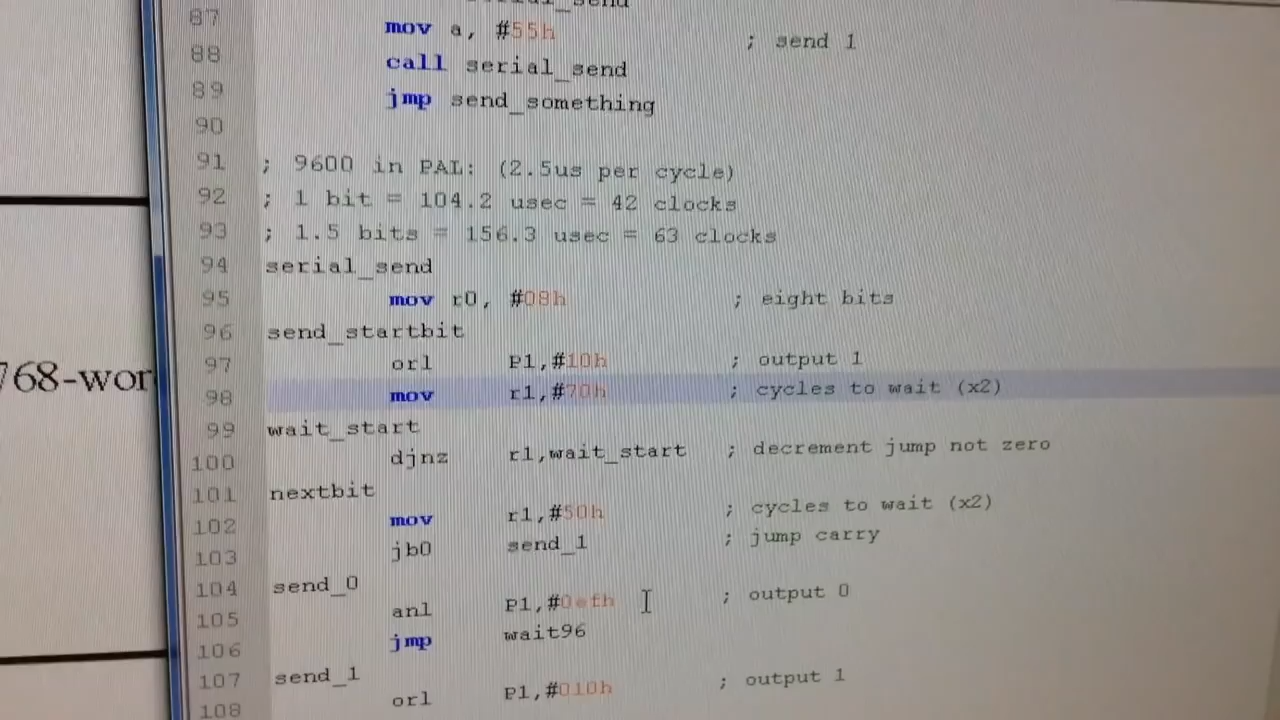 87
mov a, #55h ; send 1
88
call serial_send
89
jmp send_something
90
91 ; 9600 in PAL: (2.5us per cycle)
92 ; 1 bit = 104.2 usec = 42 clocks
93 ; 1.5 bits = 156.3 usec = 63 clocks
94 serial_send
95 mov r0, #08h ; eight bits
96 send_startbit
97 orl P1,#10h ; output 1
98 mov r1,#70h ; cycles to wait (x2)
99 wait_start
100 djnz r1,wait_start ; decrement jump not zero
101 nextbit
102 mov r1,#50h ; cycles to wait (x2)
103 jb0 send_1 ; jump carry
104 send_0
105 anl P1,#0efh ; output 0
106 jmp wait96
107 send_1
108 orl P1,#010h ; output 1
768-wor